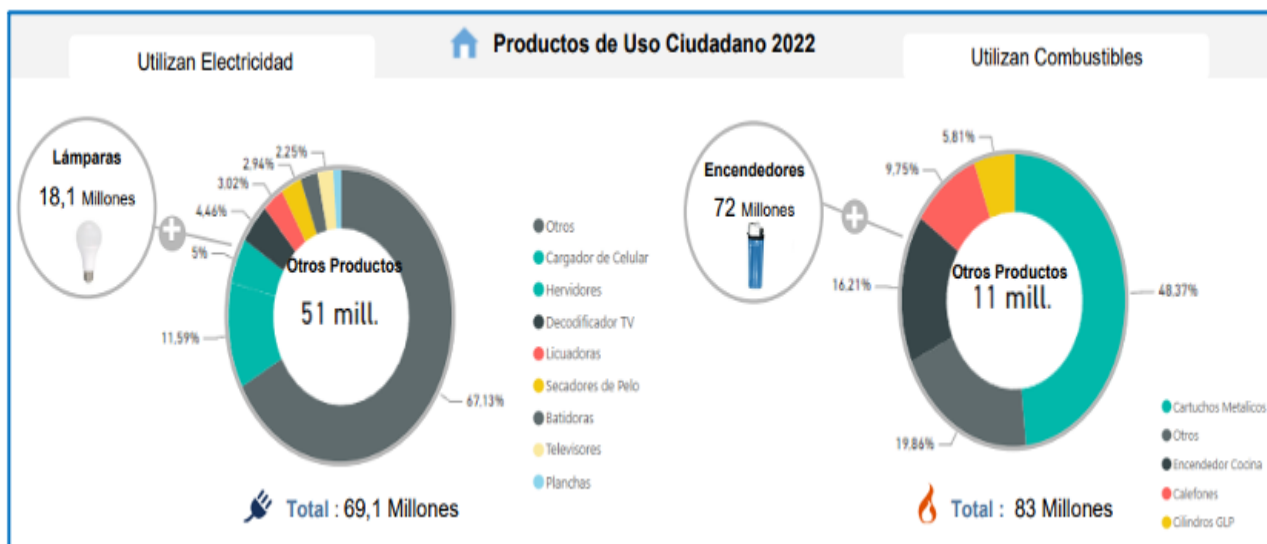 Productos de Uso Ciudadano 2022
Utilizan Electricidad
Lámparas
18,1 Millones
2,25%
2,94%
3,02%
4,46%
5%
11,59%
67,13%
Otros Productos
51 mill.
Otros
Cargador de Celular
Hervidores
Decodificador TV
Licuadoras
Secadores de Pelo
Batidoras
Televisores
Planchas
Total : 69,1 Millones
Utilizan Combustibles
Encendedores
72 Millones
5.81%
9,75%
16.21%
19,86%
48,37%
Otros Productos
11 mill.
Cartuchos Metalicos
Otros
Encendedor Cocina
Calefones
Cilindros GLP
Total : 83 Millones